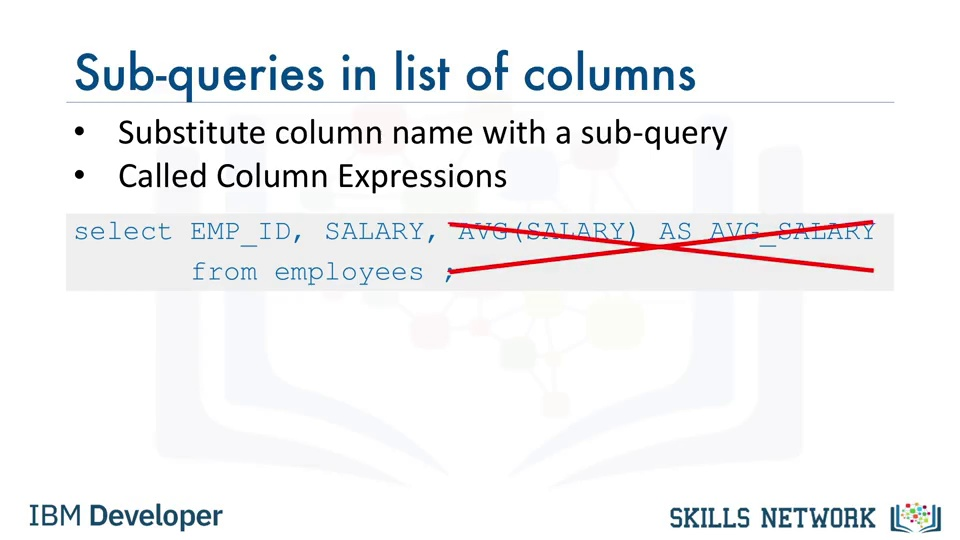 Sub-queries in list of columns
• Substitute column name with a sub-query
• Called Column Expressions
select EMP_ID, SALARY, AVG(SALARY) AS AVG_SALARY
from employees ;
IBM Developer
SKILLS NETWORK